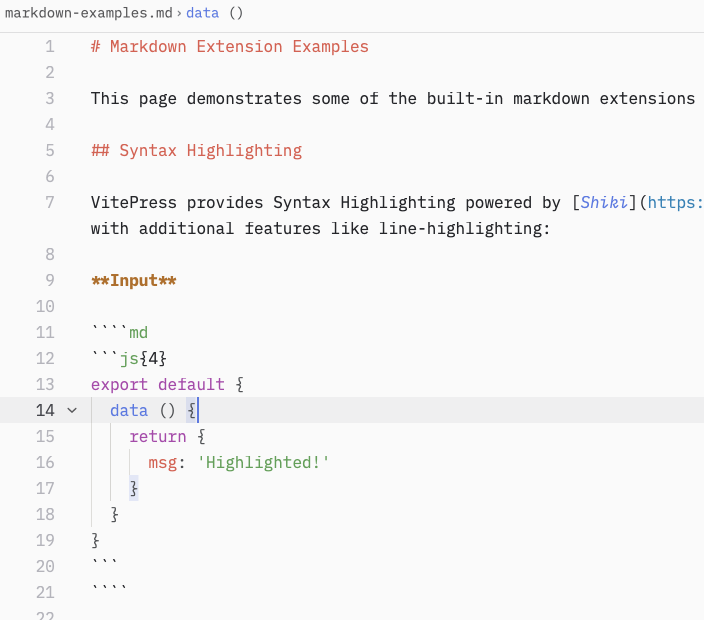 markdown-examples.md › data ()
1 # Markdown Extension Examples
2
3 This page demonstrates some of the built-in markdown extensions
4
5 ## Syntax Highlighting
6
7 VitePress provides Syntax Highlighting powered by [Shiki](https:
with additional features like line-highlighting:
8
9 **Input**
10
11 ````md
12 ```js{4}
13 export default {
14 data () {
15 return {
16 msg: 'Highlighted!'
17 }
18 }
19 }
20 ```
21 ````
22